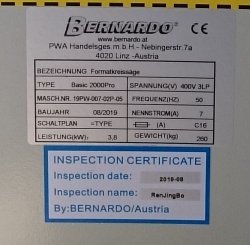 BERNARDO®
www.bernardo.at
PWA Handelsges m.b.H - Nebingerstr.7a
4020 Linz -Austria
BEZEICHNUNG Formatkreissäge
TYPE Basic 2000Pro SPANNUNG(V) 400V 3LP
MASCH NR. 19PW-007-02P-05 FREQUENZ(HZ) 50
BAUJAHR 08/2019 NENNSTROM(A) 7
SCHALTPLAN =TYPE (A) C16
LEISTUNG(KW) 3,8 GEWICHT(kg) 260
INSPECTION CERTIFICATE
Inspection date: 2019-08
Inspection name: RenJingBo
By:BERNARDO/Austria